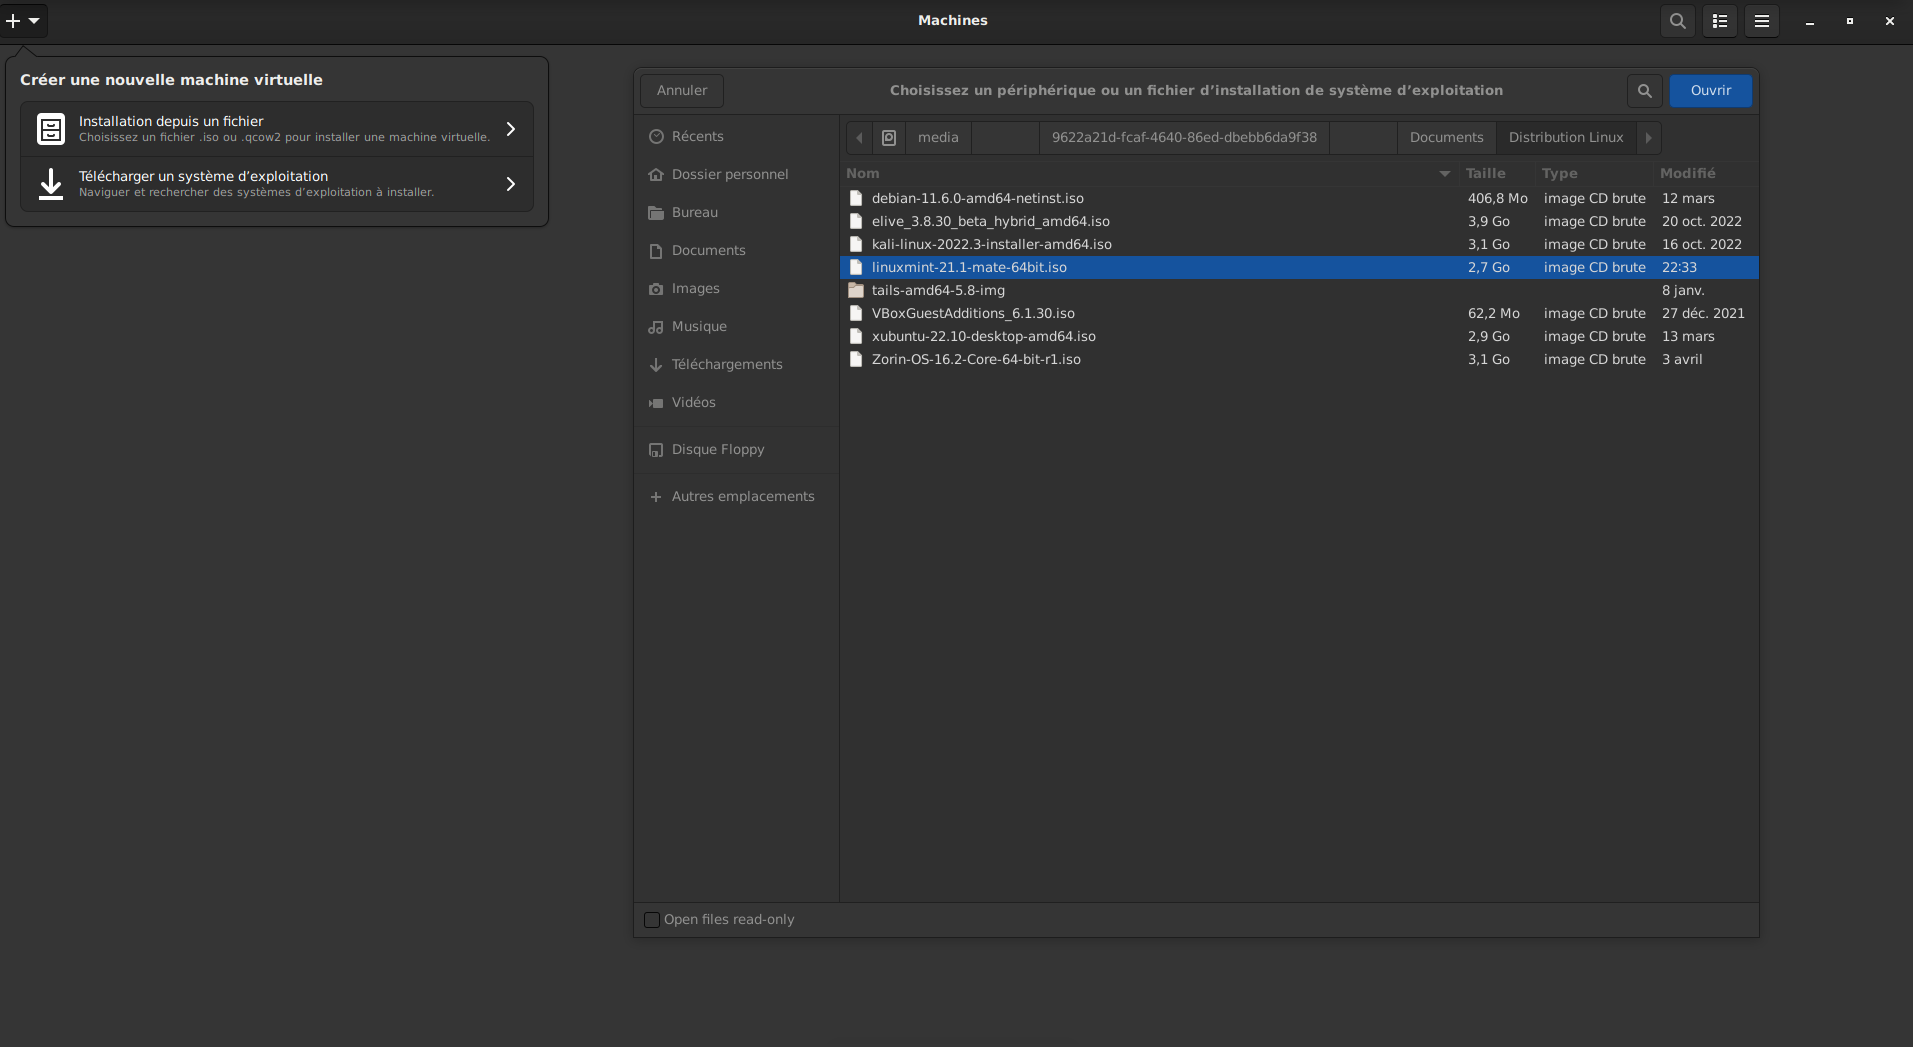 Machines
Créer une nouvelle machine virtuelle
Installation depuis un fichier
Choisissez un fichier .iso ou .qcow2 pour installer une machine virtuelle.
Télécharger un système d’exploitation
Naviguer et rechercher des systèmes d’exploitation à installer.
Annuler
Choisissez un périphérique ou un fichier d’installation de système d’exploitation
Ouvrir
Récents
Dossier personnel
Bureau
Documents
Images
Musique
Téléchargements
Vidéos
Disque Floppy
Autres emplacements
media 9622a21d-fcaf-4640-86ed-dbebb6da9f38 Documents Distribution Linux
Nom Taille Type Modifié
debian-11.6.0-amd64-netinst.iso 406,8 Mo image CD brute 12 mars
elive_3.8.30_beta_hybrid_amd64.iso 3,9 Go image CD brute 20 oct. 2022
kali-linux-2022.3-installer-amd64.iso 3,1 Go image CD brute 16 oct. 2022
linuxmint-21.1-mate-64bit.iso 2,7 Go image CD brute 22:33
tails-amd64-5.8-img 8 janv.
VBoxGuestAdditions_6.1.30.iso 62,2 Mo image CD brute 27 déc. 2021
xubuntu-22.10-desktop-amd64.iso 2,9 Go image CD brute 13 mars
Zorin-OS-16.2-Core-64-bit-r1.iso 3,1 Go image CD brute 3 avril
Open files read-only